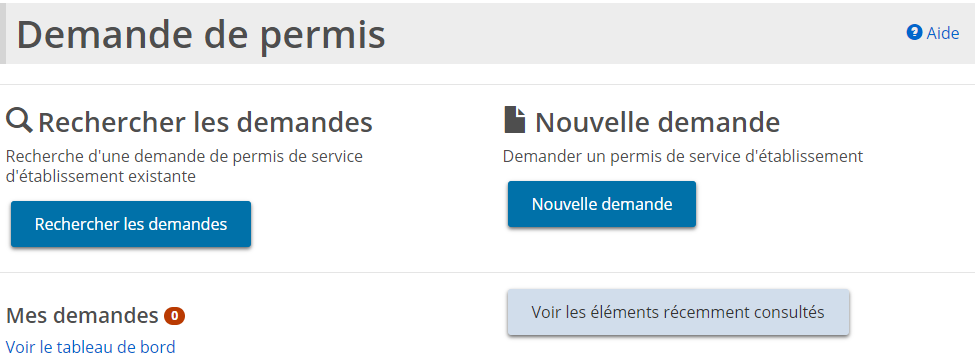 Demande de permis
Aide
Rechercher les demandes
Recherche d'une demande de permis de service
d'établissement existante
Rechercher les demandes
Nouvelle demande
Demander un permis de service d'établissement
Nouvelle demande
Mes demandes 0
Voir le tableau de bord
Voir les éléments récemment consultés